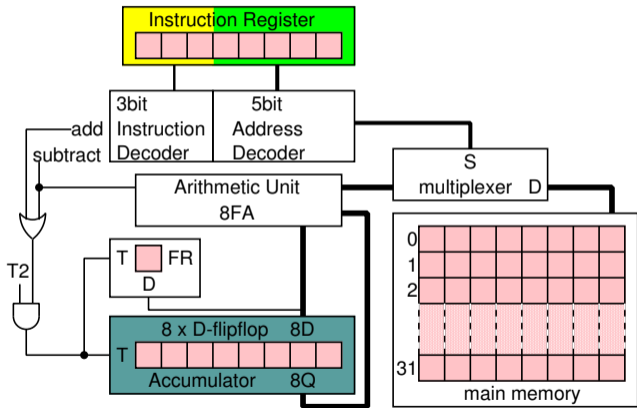 Instruction Register
3bit
Instruction
Decoder
5bit
Address
Decoder
add
subtract
Arithmetic Unit
8FA
S
multiplexer D
T2
T FR
D
8 x D-flipflop 8D
T
Accumulator 8Q
0
1
2
31
main memory